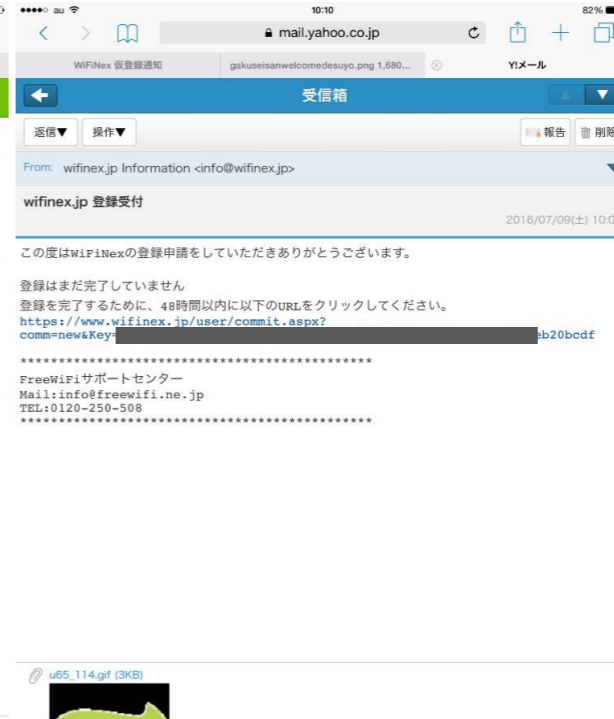 au 10:10 82%
mail.yahoo.co.jp
WiFiNex 仮登録通知 gakuseisanwelcomedesuyo.png 1,680... Y!メール
受信箱
返信▼ 操作▼ 報告 削除
From: wifinex.jp Information <info@wifinex.jp>
wifinex.jp 登録受付
2016/07/09(土) 10:0
この度はWiFiNexの登録申請をしていただきありがとうございます。
登録はまだ完了していません
登録を完了するために、48時間以内に以下のURLをクリックしてください。
https://www.wifinex.jp/user/commit.aspx?
comm=new&Key= eb20bcdf
**********************************************
FreeWiFiサポートセンター
Mail:info@freewifi.ne.jp
TEL:0120-250-508
**********************************************
u65_114.gif (3KB)